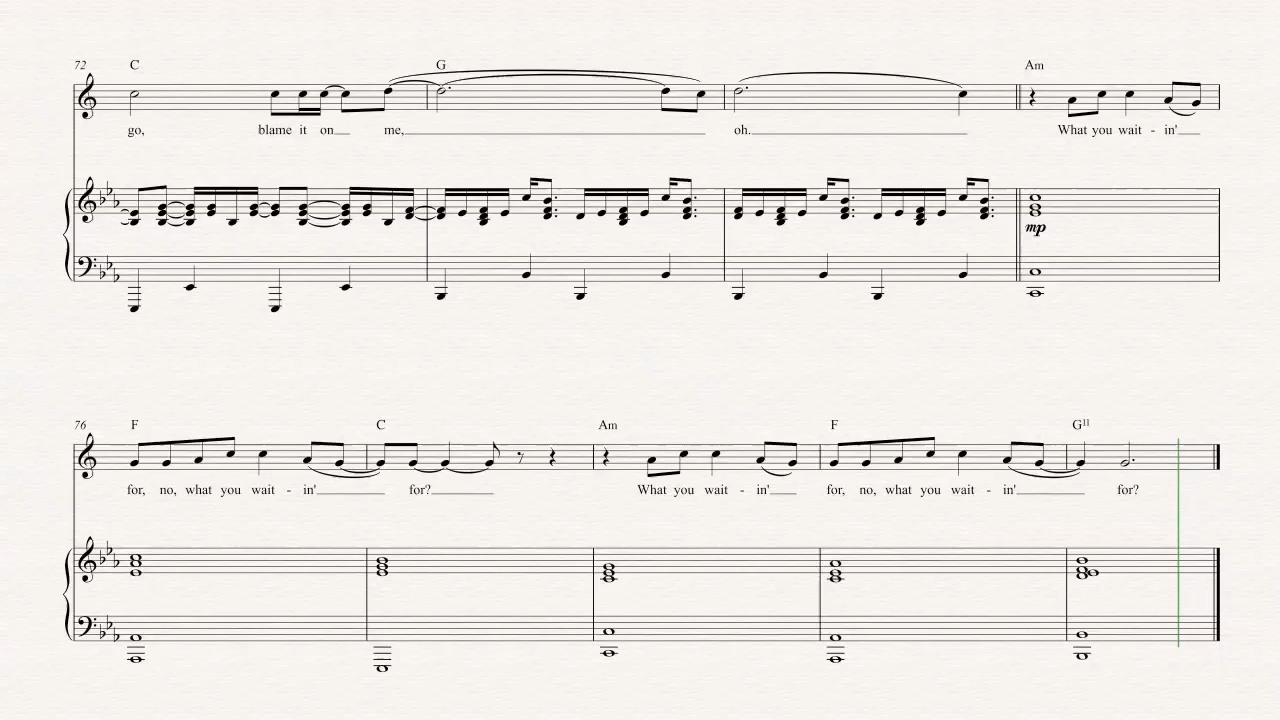 72 C G Am
go, blame it on me, oh. What you wait - in'
mp
76 F C Am F G11
for, no, what you wait - in' for? What you wait - in' for, no, what you wait - in' for?